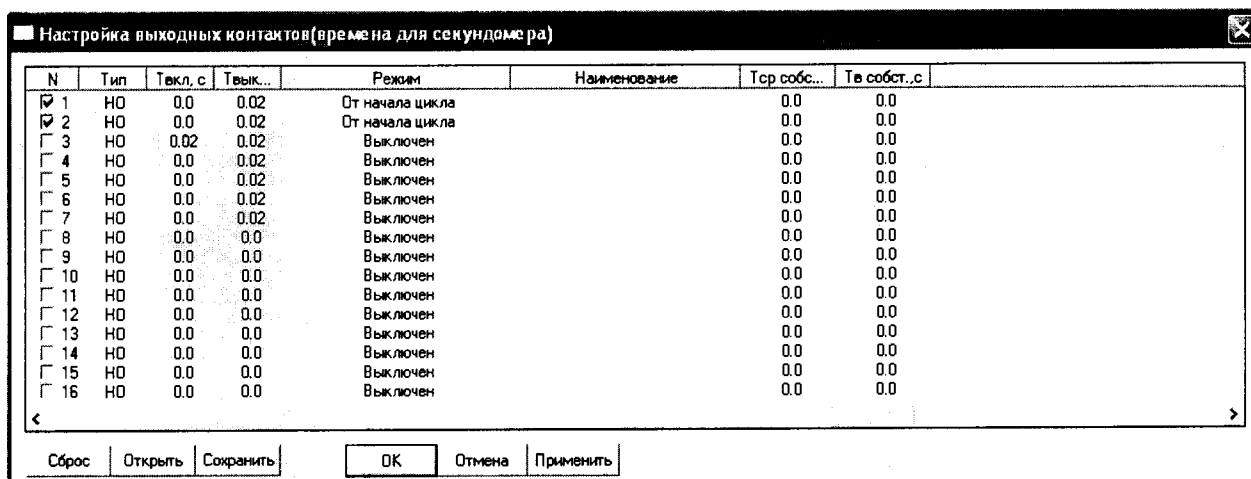 Настройка выходных контактов(времена для секундомера)
N Тип Твкл, с Твык... Режим Наименование Тср собс... Тв собст.,с
1 НО 0.0 0.02 От начала цикла 0.0 0.0
2 НО 0.0 0.02 От начала цикла 0.0 0.0
3 НО 0.02 0.02 Выключен 0.0 0.0
4 НО 0.0 0.02 Выключен 0.0 0.0
5 НО 0.0 0.02 Выключен 0.0 0.0
6 НО 0.0 0.02 Выключен 0.0 0.0
7 НО 0.0 0.02 Выключен 0.0 0.0
8 НО 0.0 0.0 Выключен 0.0 0.0
9 НО 0.0 0.0 Выключен 0.0 0.0
10 НО 0.0 0.0 Выключен 0.0 0.0
11 НО 0.0 0.0 Выключен 0.0 0.0
12 НО 0.0 0.0 Выключен 0.0 0.0
13 НО 0.0 0.0 Выключен 0.0 0.0
14 НО 0.0 0.0 Выключен 0.0 0.0
15 НО 0.0 0.0 Выключен 0.0 0.0
16 НО 0.0 0.0 Выключен 0.0 0.0
Сброс Открыть Сохранить OK Отмена Применить